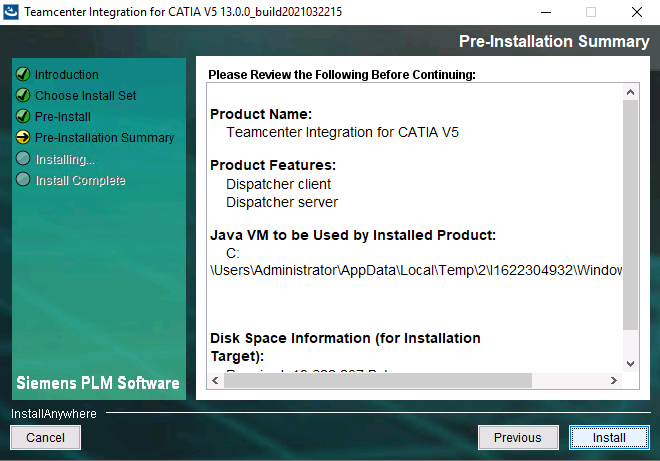 Teamcenter Integration for CATIA V5 13.0.0_build2021032215
Pre-Installation Summary
Introduction
Choose Install Set
Pre-Install
Pre-Installation Summary
Installing...
Install Complete
Siemens PLM Software
Please Review the Following Before Continuing:
Product Name:
Teamcenter Integration for CATIA V5
Product Features:
Dispatcher client
Dispatcher server
Java VM to be Used by Installed Product:
C:
\Users\Administrator\AppData\Local\Temp\2\I1622304932\Window
Disk Space Information (for Installation
Target):
InstallAnywhere
Cancel
Previous
Install